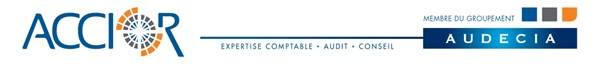 ACCIOR
EXPERTISE COMPTABLE • AUDIT • CONSEIL
MEMBRE DU GROUPEMENT
AUDECIA